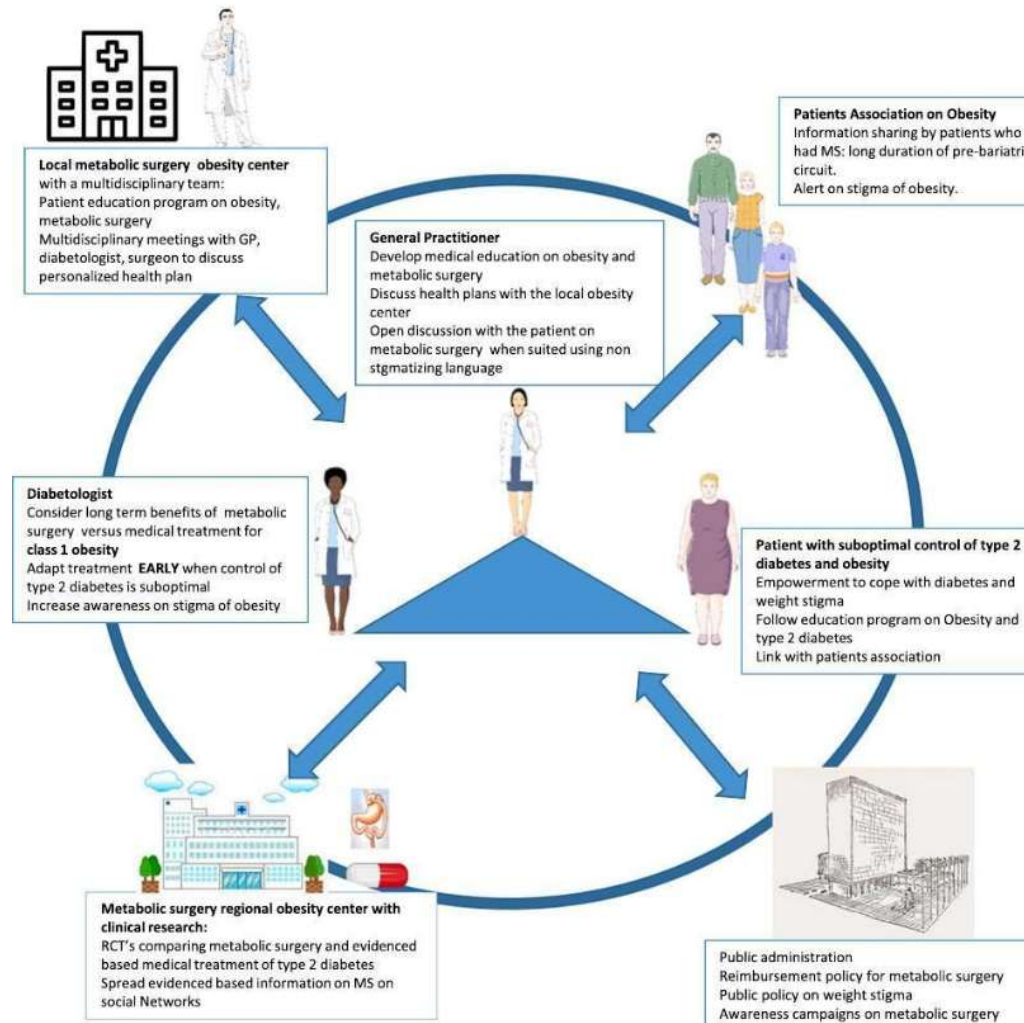 Local metabolic surgery obesity center
with a multidisciplinary team:
Patient education program on obesity,
metabolic surgery
Multidisciplinary meetings with GP,
diabetologist, surgeon to discuss
personalized health plan
Patients Association on Obesity
Information sharing by patients who
had MS: long duration of pre-bariatri
circuit.
Alert on stigma of obesity.
General Practitioner
Develop medical education on obesity and
metabolic surgery
Discuss health plans with the local obesity
center
Open discussion with the patient on
metabolic surgery when suited using non
stgmatizing language
Diabetologist
Consider long term benefits of metabolic
surgery versus medical treatment for
class 1 obesity
Adapt treatment EARLY when control of
type 2 diabetes is suboptimal
Increase awareness on stigma of obesity
Patient with suboptimal control of type 2
diabetes and obesity
Empowerment to cope with diabetes and
weight stigma
Follow education program on Obesity and
type 2 diabetes
Link with patients association
Metabolic surgery regional obesity center with
clinical research:
RCT's comparing metabolic surgery and evidenced
based medical treatment of type 2 diabetes
Spread evidenced based information on MS on
social Networks
Public administration
Reimbursement policy for metabolic surgery
Public policy on weight stigma
Awareness campaigns on metabolic surgery